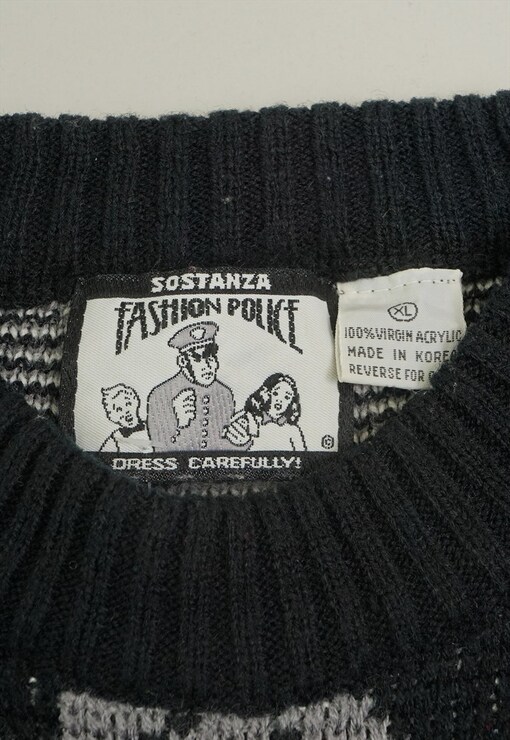 SOSTANZA
FASHION POLICE
DRESS CAREFULLY!
©
XL
100% VIRGIN ACRYLIC
MADE IN KOREA
REVERSE FOR